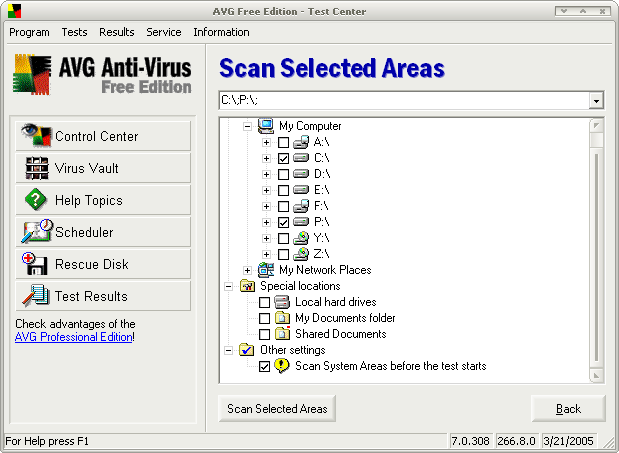 AVG Free Edition - Test Center
Program Tests Results Service Information
AVG Anti-Virus
Free Edition
Control Center
Virus Vault
Help Topics
Scheduler
Rescue Disk
Test Results
Check advantages of the
AVG Professional Edition!
Scan Selected Areas
C:\;P:\;
My Computer
A:\
C:\
D:\
E:\
F:\
P:\
Y:\
Z:\
My Network Places
Special locations
Local hard drives
My Documents folder
Shared Documents
Other settings
Scan System Areas before the test starts
Scan Selected Areas
Back
For Help press F1
7.0.308 266.8.0 3/21/2005